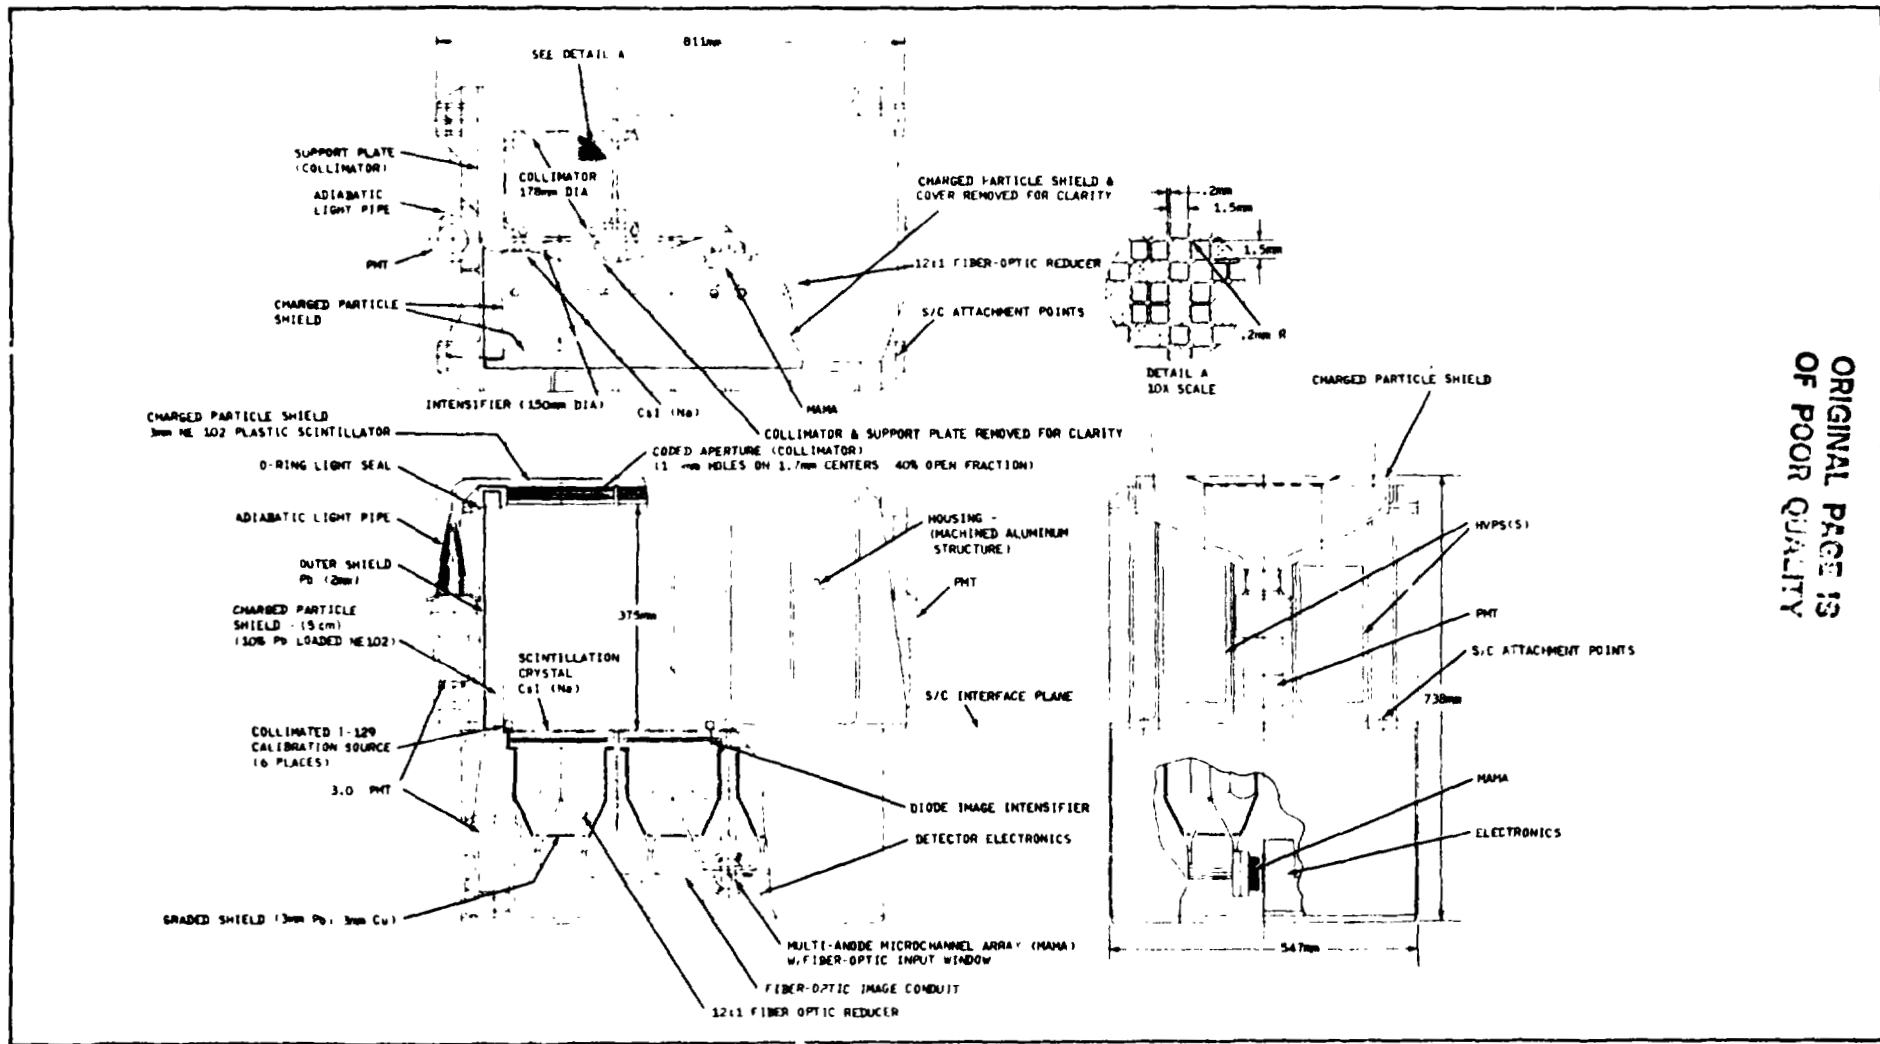 811mm
SEE DETAIL A
SUPPORT PLATE
(COLLIMATOR)
ADIABATIC
LIGHT PIPE
PMT
COLLIMATOR
178mm DIA
CHARGED PARTICLE
SHIELD
CHARGED PARTICLE SHIELD &
COVER REMOVED FOR CLARITY
12:1 FIBER-OPTIC REDUCER
S/C ATTACHMENT POINTS
INTENSIFIER (150mm DIA)
CsI (Na)
MAMA
COLLIMATOR & SUPPORT PLATE REMOVED FOR CLARITY
.2mm
1.5mm
1.5mm
.2mm R
DETAIL A
10X SCALE
CHARGED PARTICLE SHIELD
3mm NE 102 PLASTIC SCINTILLATOR
O-RING LIGHT SEAL
ADIABATIC LIGHT PIPE
OUTER SHIELD
Pb (2mm)
CHARGED PARTICLE
SHIELD - (5 cm)
(10% Pb LOADED NE102)
COLLIMATED I-129
CALIBRATION SOURCE
(6 PLACES)
3.0 PMT
GRADED SHIELD (3mm Pb, 3mm Cu)
CODED APERTURE (COLLIMATOR)
HOLES ON 1.7mm CENTERS 40% OPEN FRACTION)
375mm
SCINTILLATION
CRYSTAL
CsI (Na)
HOUSING -
(MACHINED ALUMINUM
STRUCTURE)
PMT
S/C INTERFACE PLANE
DIODE IMAGE INTENSIFIER
DETECTOR ELECTRONICS
MULTI-ANODE MICROCHANNEL ARRAY (MAMA)
W/FIBER-OPTIC INPUT WINDOW
FIBER-OPTIC IMAGE CONDUIT
12:1 FIBER OPTIC REDUCER
CHARGED PARTICLE SHIELD
HVPS(S)
PMT
S/C ATTACHMENT POINTS
738mm
MAMA
ELECTRONICS
547mm
ORIGINAL PAGE IS
OF POOR QUALITY